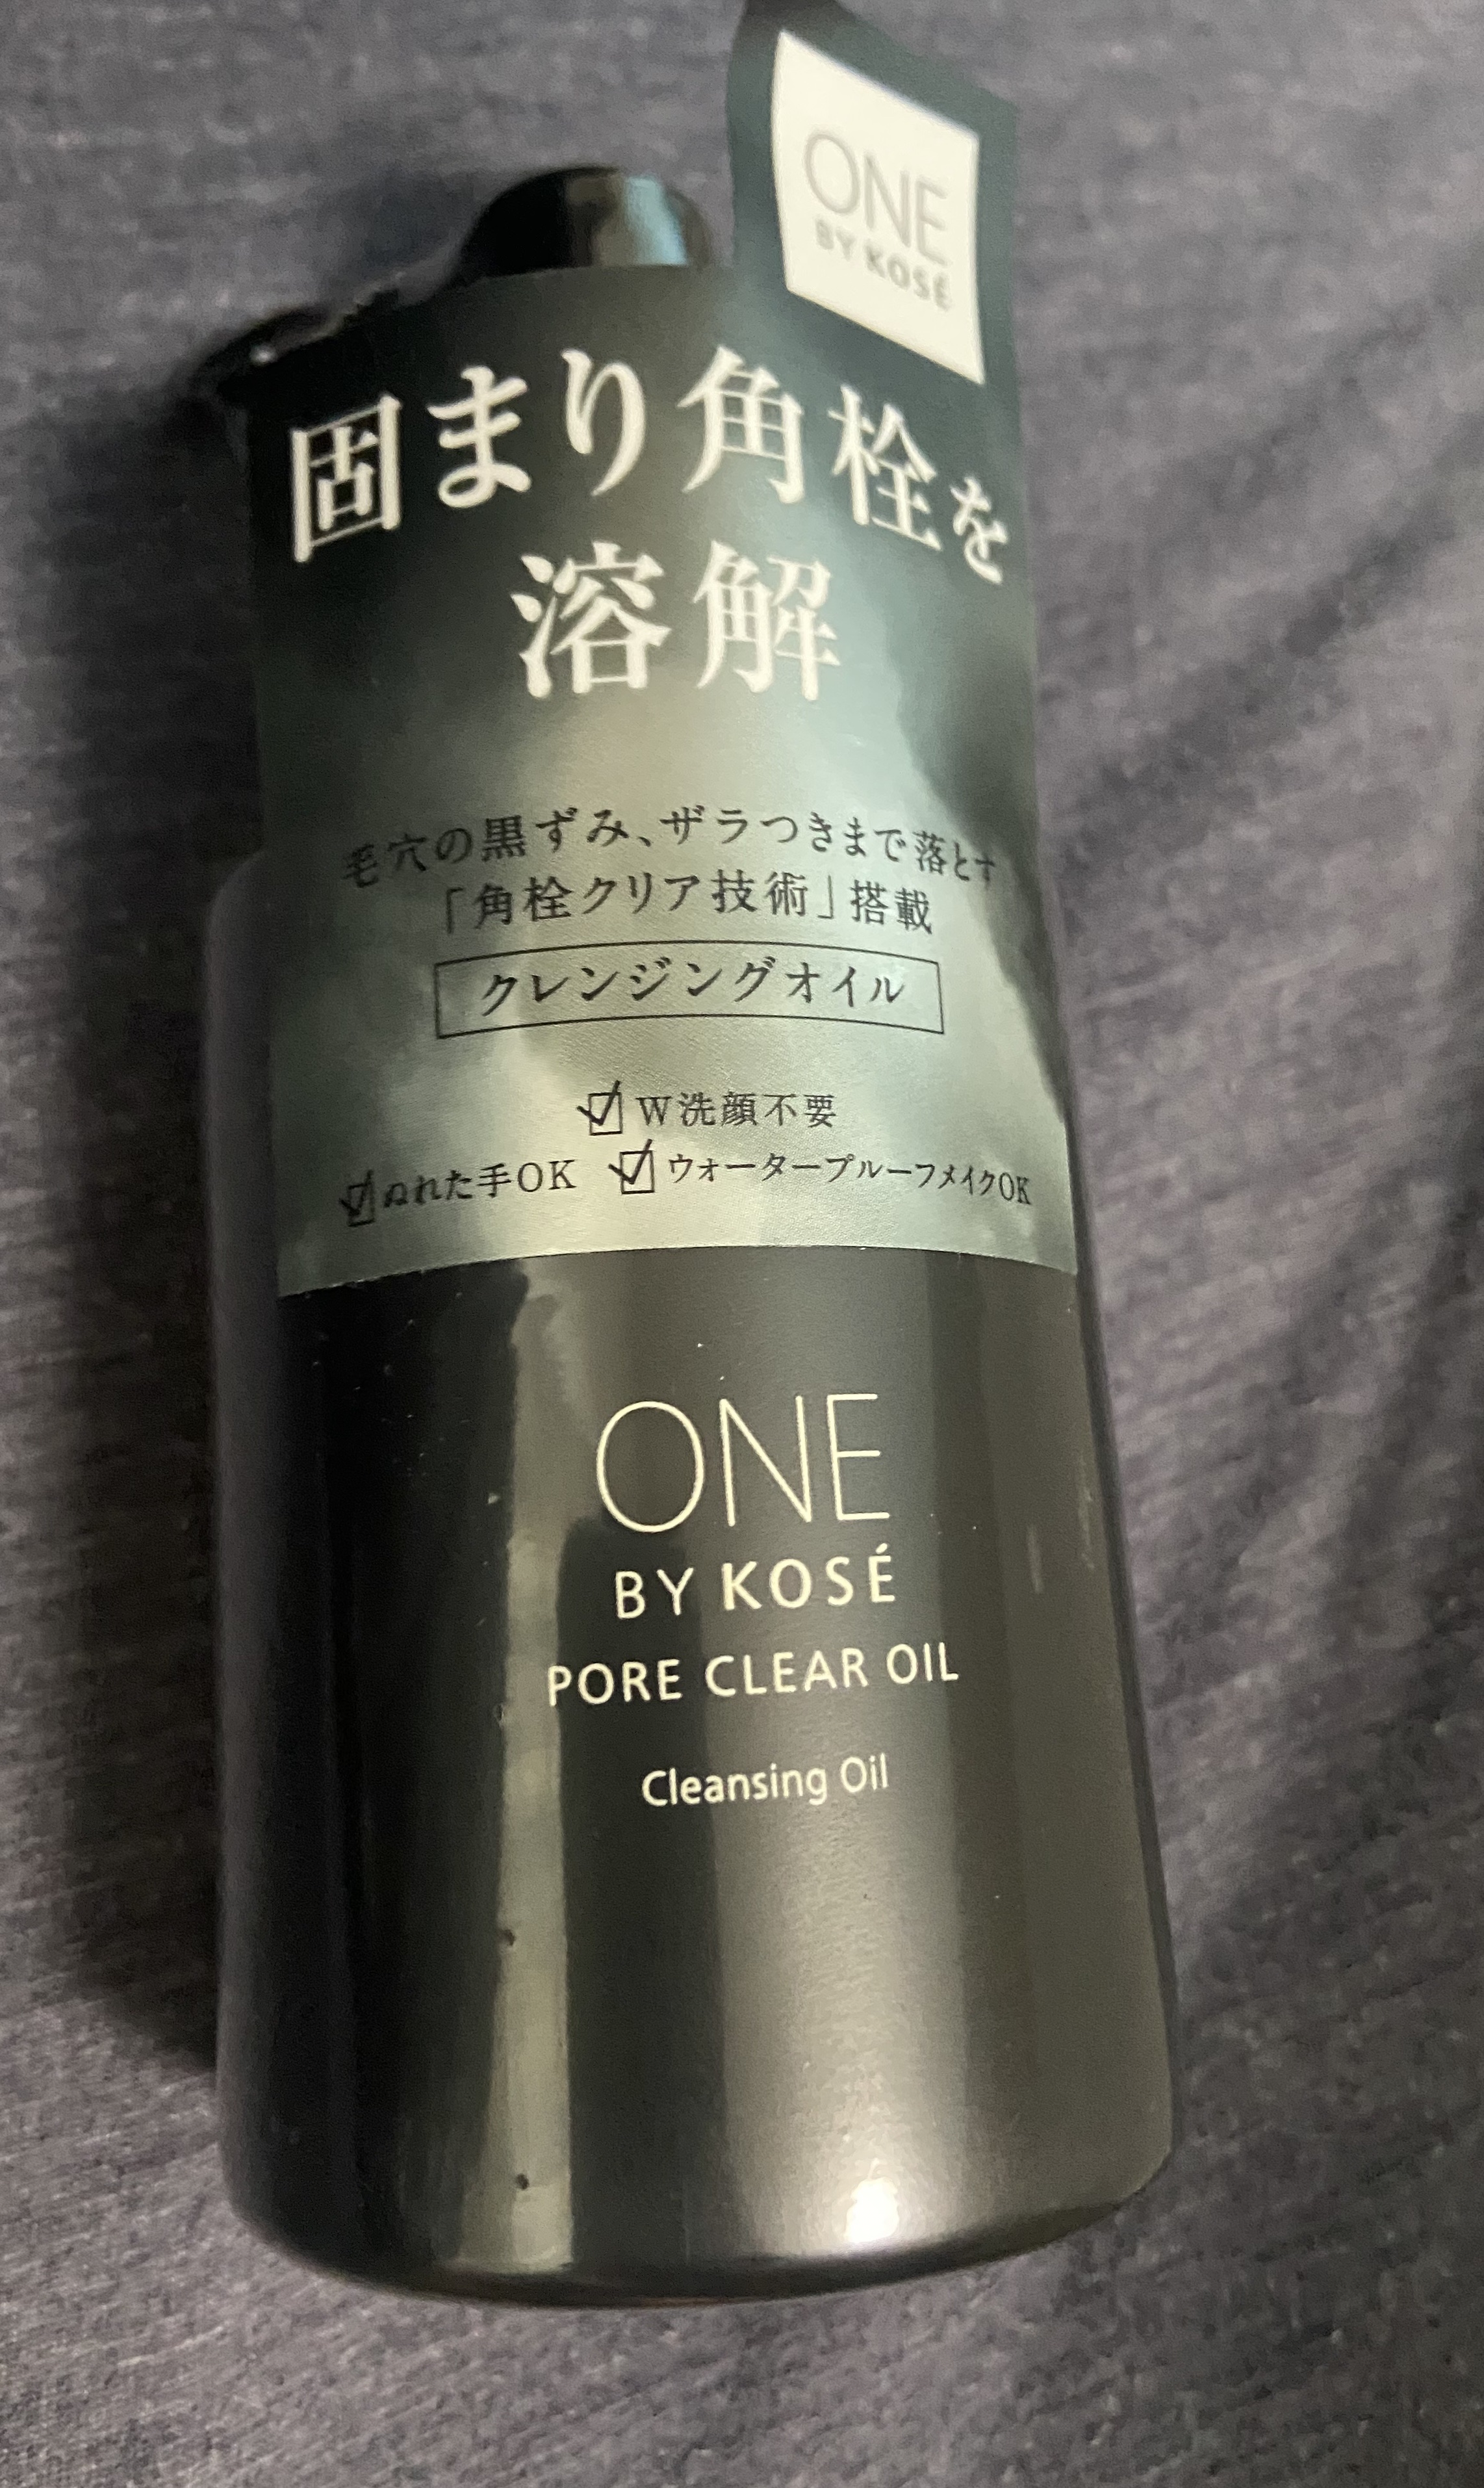 ONE
BY KOSÉ
固まり角栓を
溶解
毛穴の黒ずみ、ザラつきまで落とす
「角栓クリア技術」搭載
クレンジングオイル
W洗顔不要
ぬれた手OK ウォータープルーフメイクOK
ONE
BY KOSÉ
PORE CLEAR OIL
Cleansing Oil